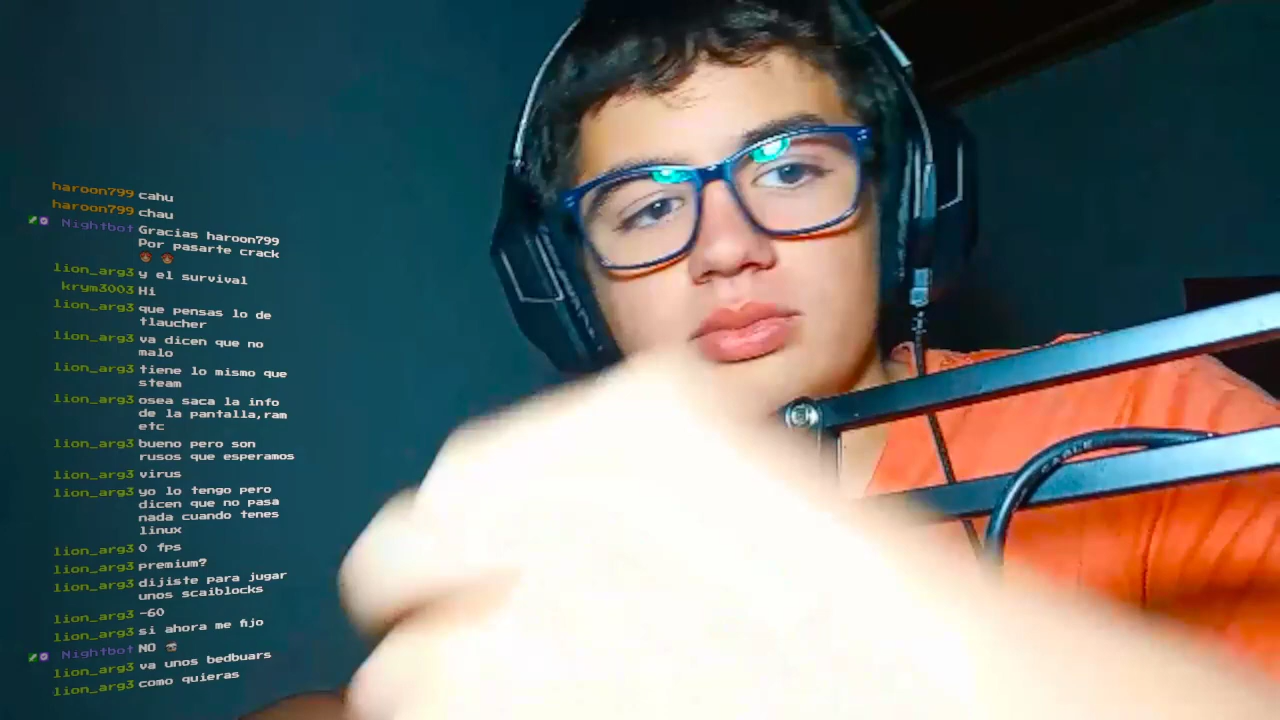 haroon799 cahu
haroon799 chau
Nightbot Gracias haroon799
Por pasarte crack
lion_arg3 y el survival
krym3003 Hi
lion_arg3 que pensas lo de
tlaucher
lion_arg3 va dicen que no
malo
lion_arg3 tiene lo mismo que
steam
lion_arg3 osea saca la info
de la pantalla,ram
etc
lion_arg3 bueno pero son
rusos que esperamos
lion_arg3 virus
lion_arg3 yo lo tengo pero
dicen que no pasa
nada cuando tenes
linux
lion_arg3 0 fps
lion_arg3 premium?
lion_arg3 dijiste para jugar
unos scaiblocks
lion_arg3 -60
lion_arg3 si ahora me fijo
Nightbot NO
lion_arg3 va unos bedbuars
lion_arg3 como quieras
CABLE